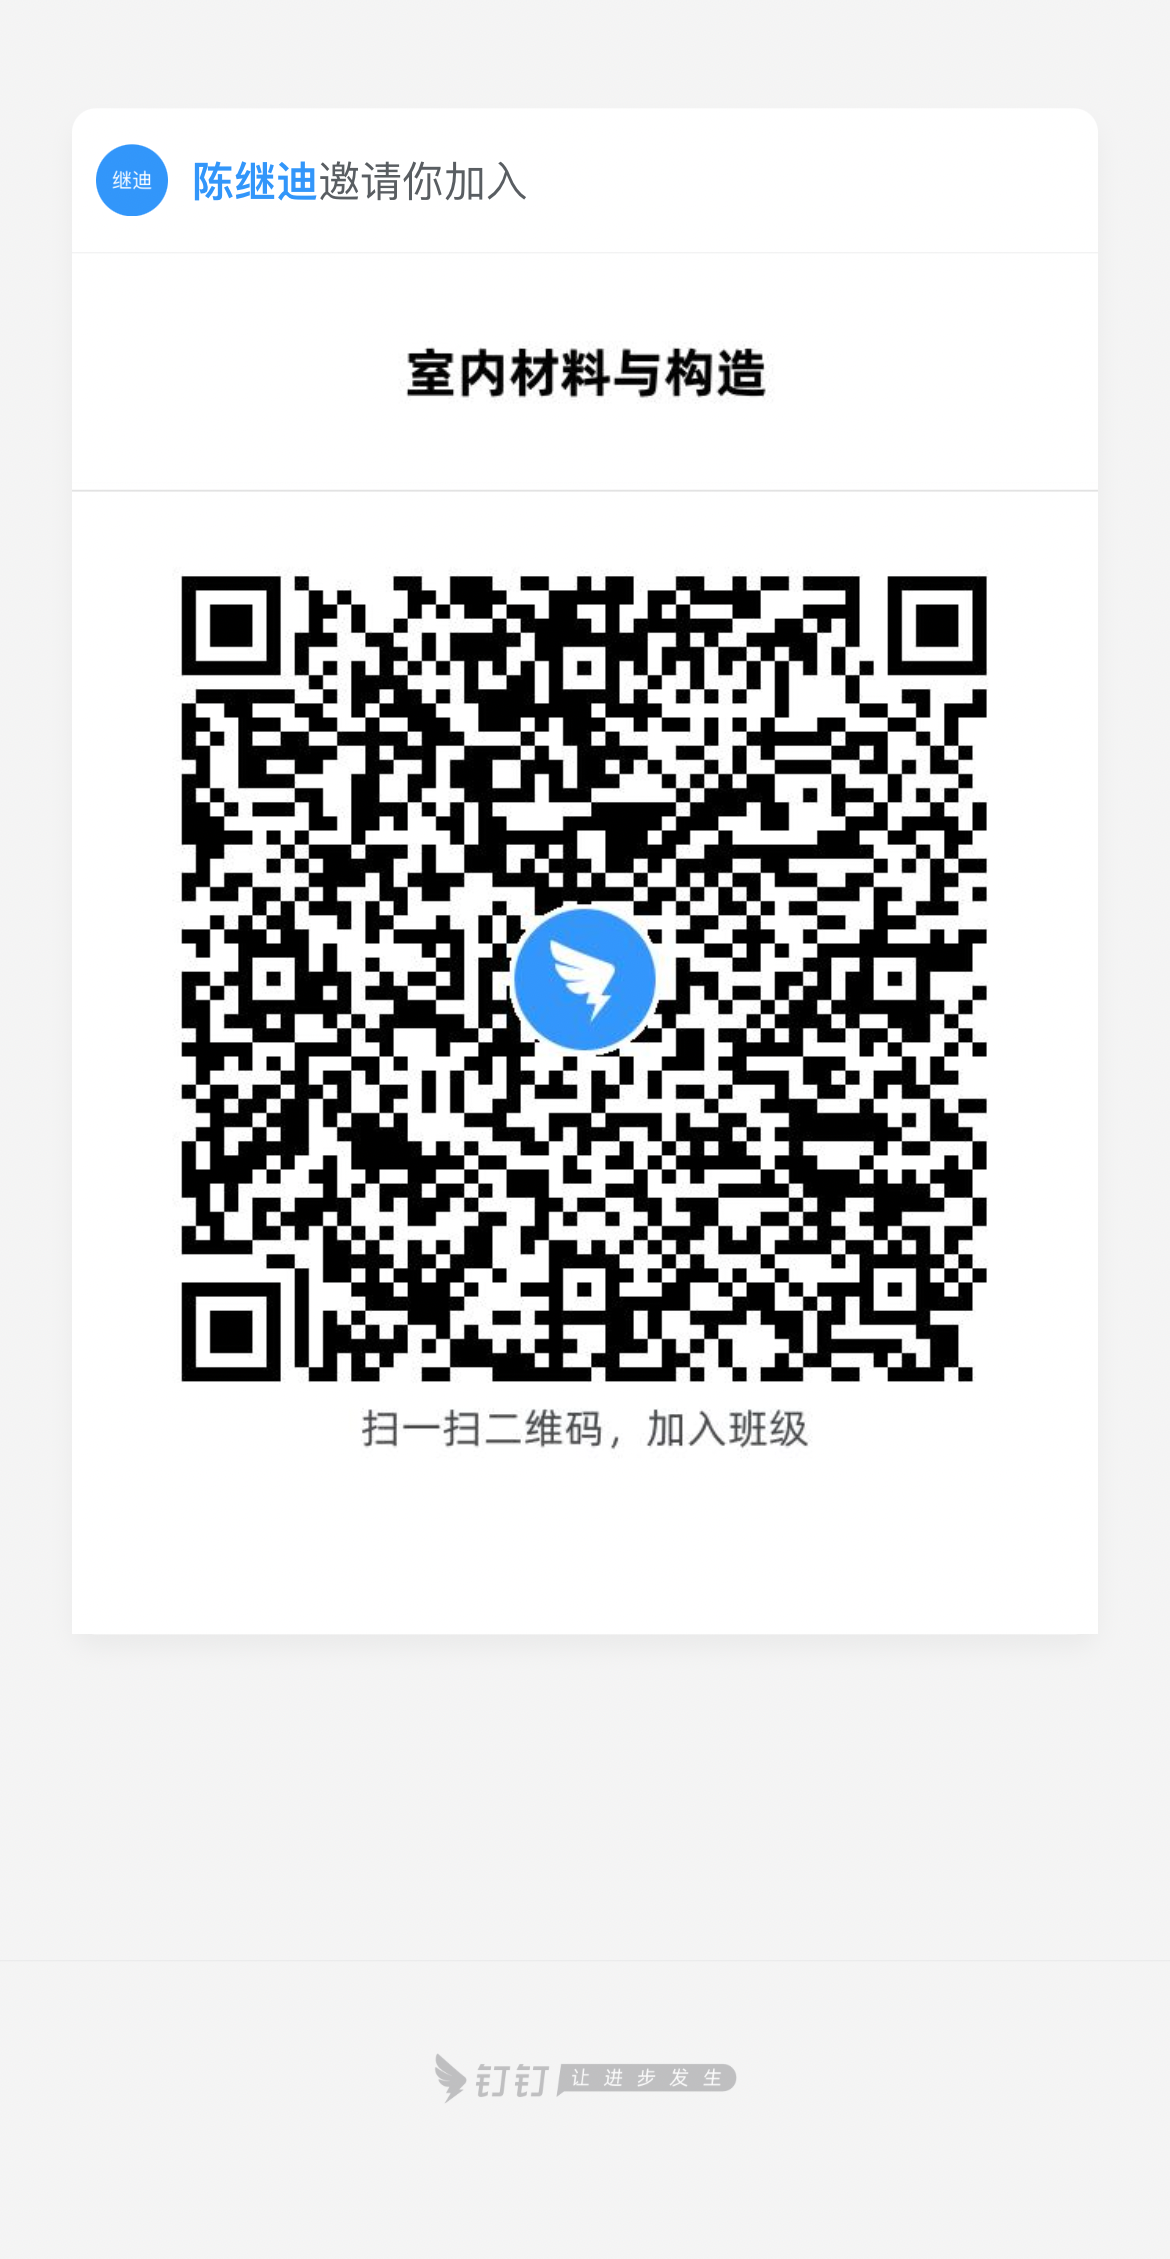 继迪
陈继迪邀请你加入
室内材料与构造
扫一扫二维码，加入班级
钉钉 让进步发生